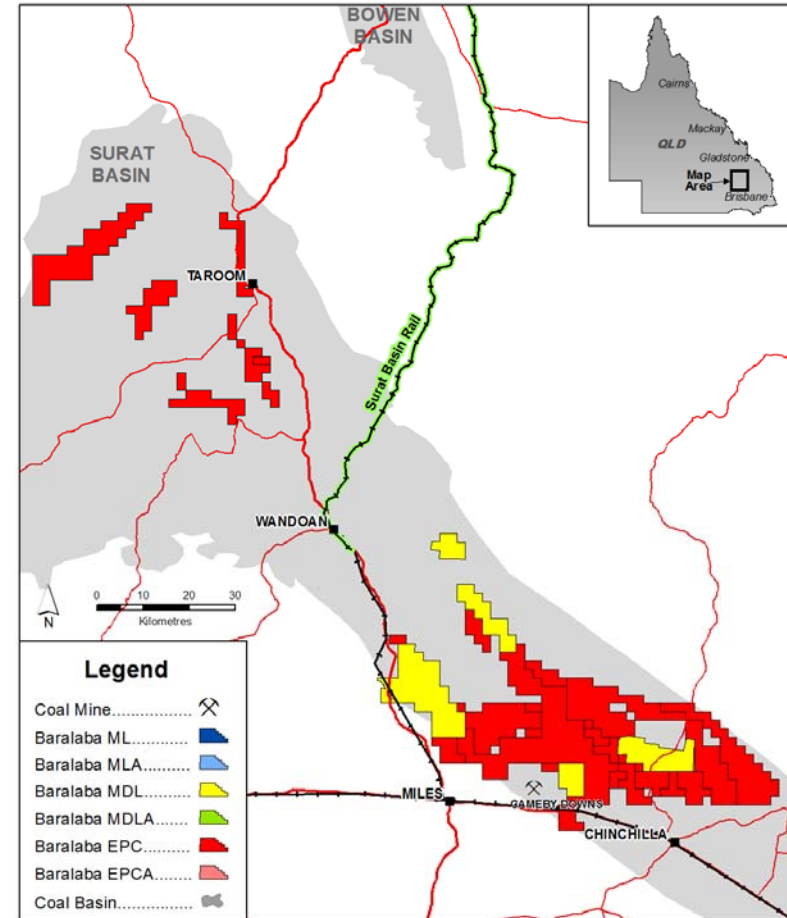 BOWEN
BASIN
SURAT
BASIN
Cairns
Mackay
QLD
Gladstone
Map
Area
Brisbane
TAROOM
Surat Basin Rail
WANDOAN
N
0 10 20 30
Kilometres
MILES
GAMEBY DOWNS
CHINCHILLA
Legend
Coal Mine
Baralaba ML
Baralaba MLA
Baralaba MDL
Baralaba MDLA
Baralaba EPC
Baralaba EPCA
Coal Basin